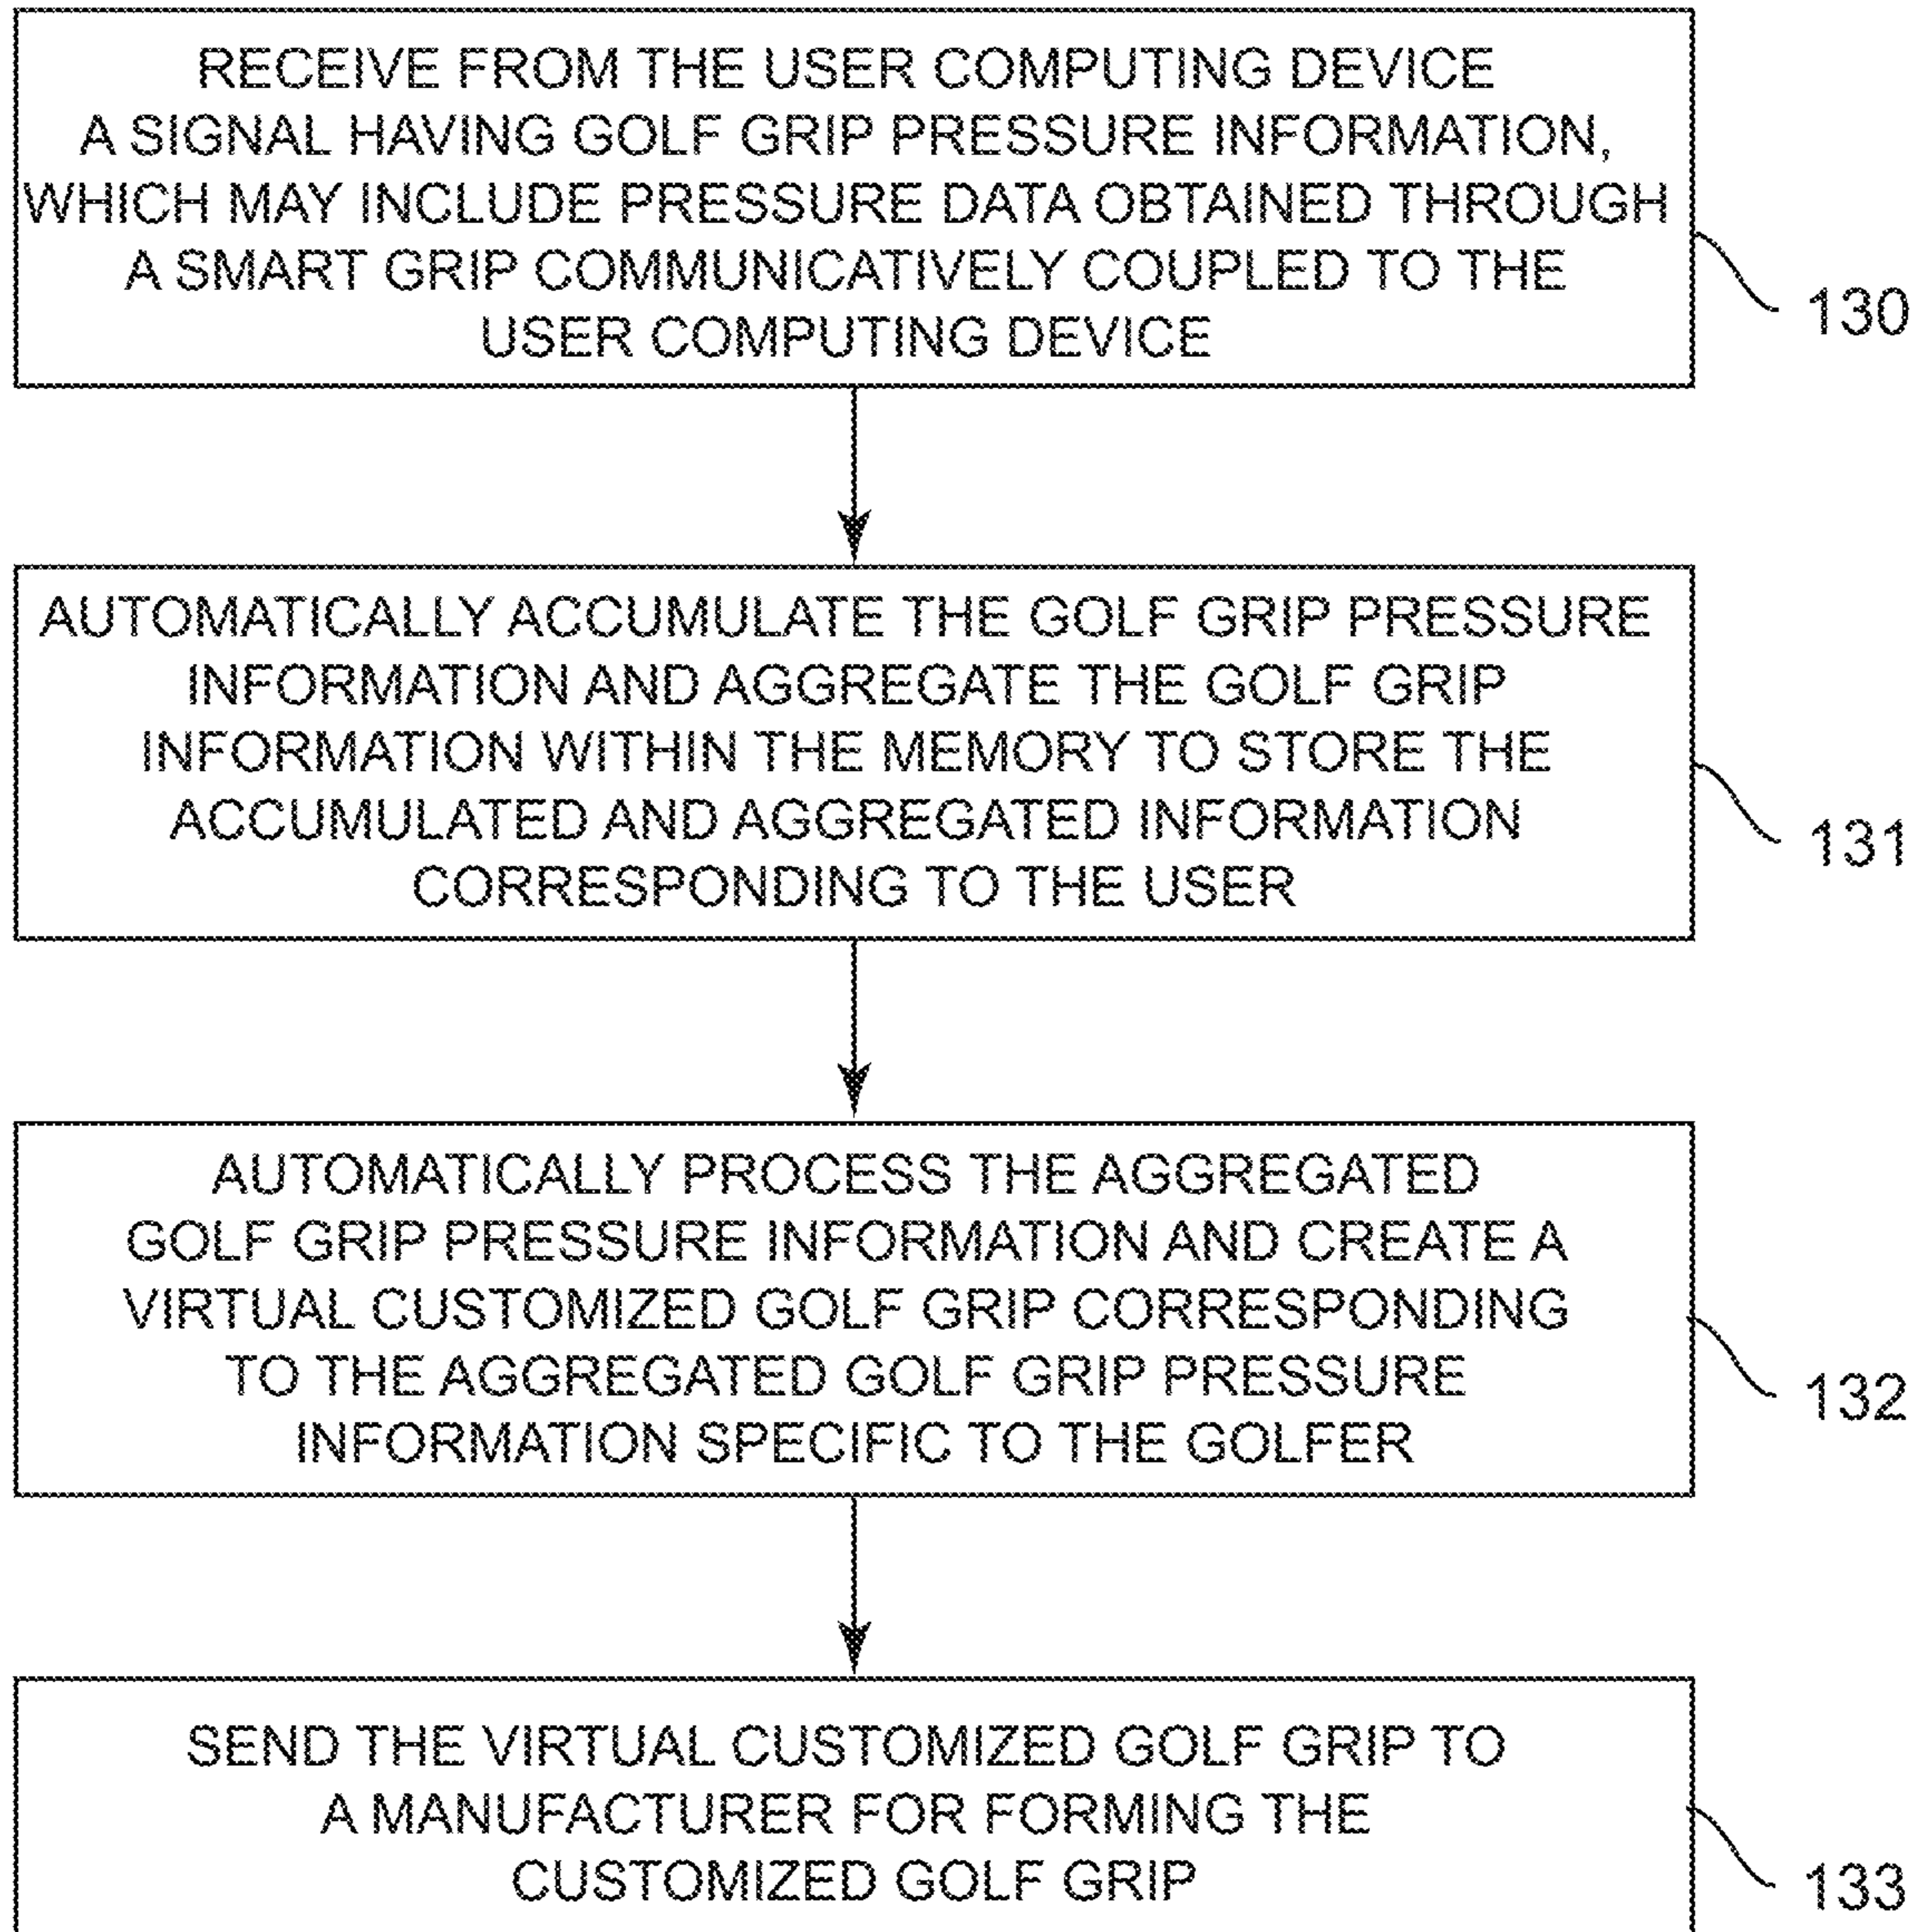 RECEIVE FROM THE USER COMPUTING DEVICE
A SIGNAL HAVING GOLF GRIP PRESSURE INFORMATION,
WHICH MAY INCLUDE PRESSURE DATA OBTAINED THROUGH
A SMART GRIP COMMUNICATIVELY COUPLED TO THE
USER COMPUTING DEVICE
130
AUTOMATICALLY ACCUMULATE THE GOLF GRIP PRESSURE
INFORMATION AND AGGREGATE THE GOLF GRIP
INFORMATION WITHIN THE MEMORY TO STORE THE
ACCUMULATED AND AGGREGATED INFORMATION
CORRESPONDING TO THE USER
131
AUTOMATICALLY PROCESS THE AGGREGATED
GOLF GRIP PRESSURE INFORMATION AND CREATE A
VIRTUAL CUSTOMIZED GOLF GRIP CORRESPONDING
TO THE AGGREGATED GOLF GRIP PRESSURE
INFORMATION SPECIFIC TO THE GOLFER
132
SEND THE VIRTUAL CUSTOMIZED GOLF GRIP TO
A MANUFACTURER FOR FORMING THE
CUSTOMIZED GOLF GRIP
133